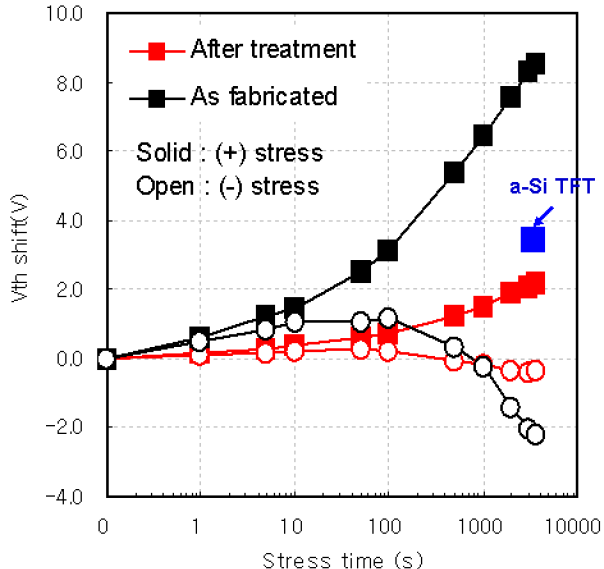 10.0
8.0
6.0
4.0
2.0
0.0
-2.0
-4.0
Vth shift(V)
After treatment
As fabricated
Solid : (+) stress
Open : (-) stress
a-Si TFT
0 1 10 100 1000 10000
Stress time (s)